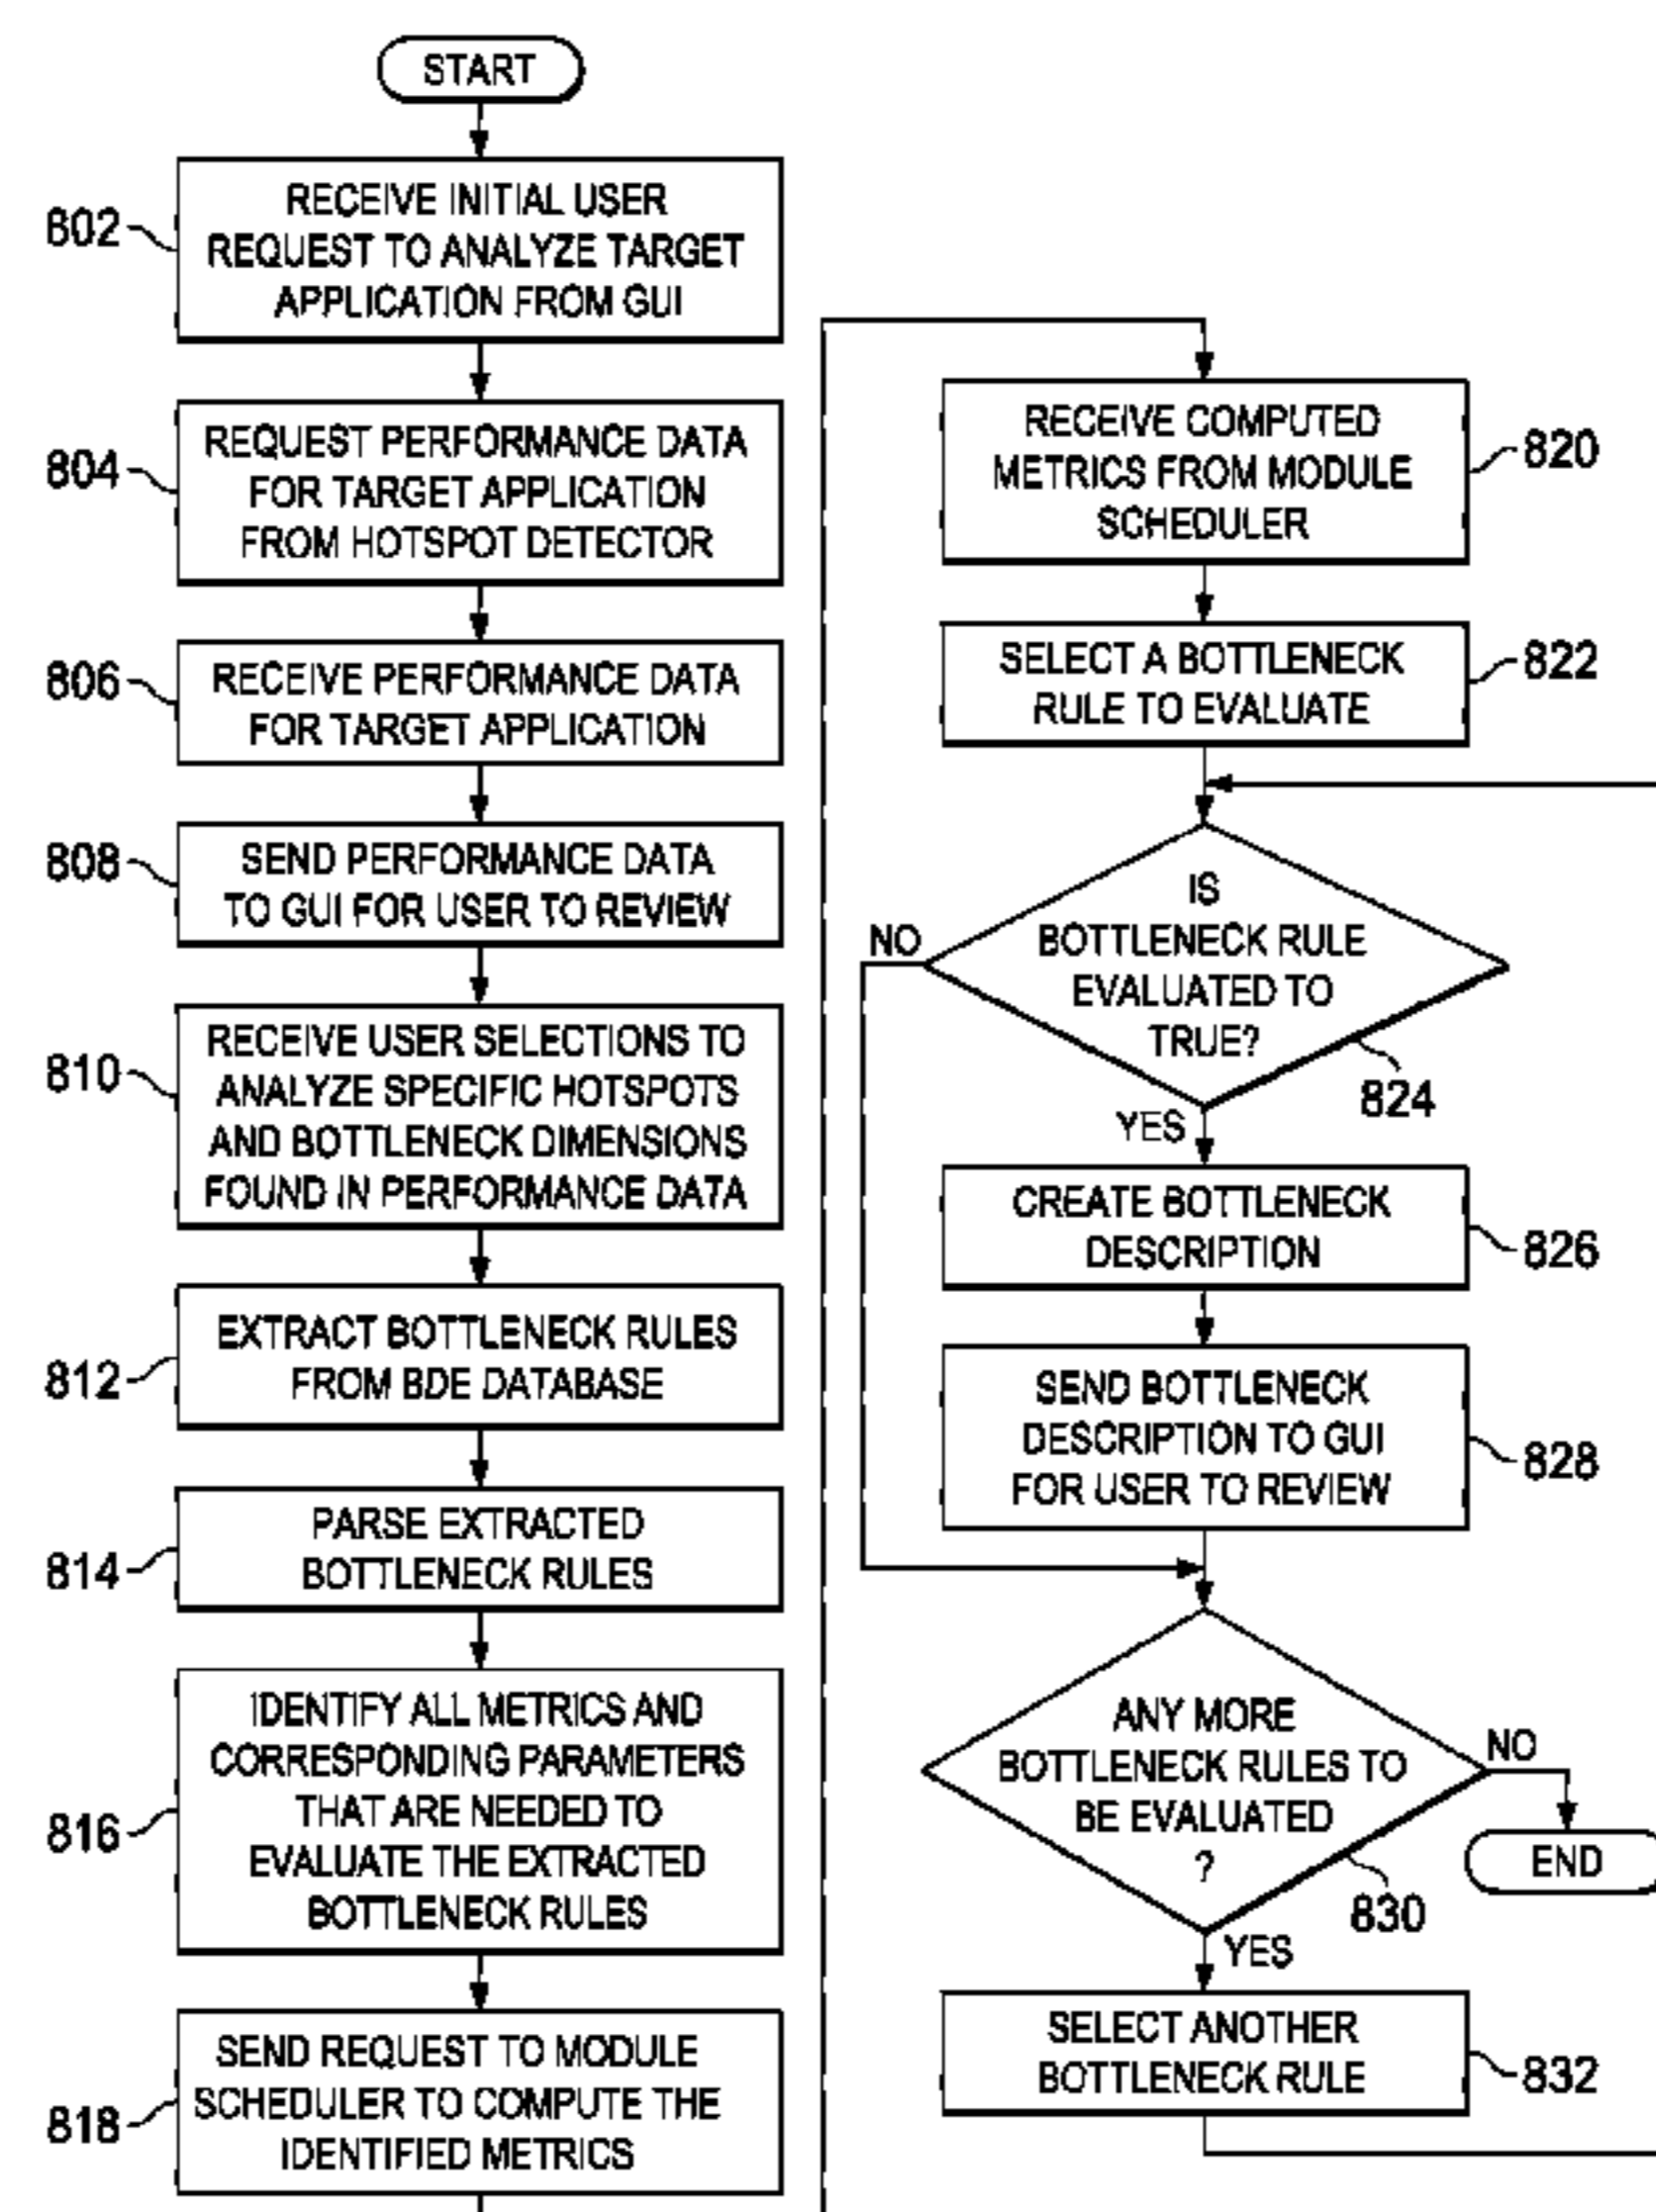 START
802
RECEIVE INITIAL USER
REQUEST TO ANALYZE TARGET
APPLICATION FROM GUI
804
REQUEST PERFORMANCE DATA
FOR TARGET APPLICATION
FROM HOTSPOT DETECTOR
806
RECEIVE PERFORMANCE DATA
FOR TARGET APPLICATION
808
SEND PERFORMANCE DATA
TO GUI FOR USER TO REVIEW
810
RECEIVE USER SELECTIONS TO
ANALYZE SPECIFIC HOTSPOTS
AND BOTTLENECK DIMENSIONS
FOUND IN PERFORMANCE DATA
812
EXTRACT BOTTLENECK RULES
FROM BDE DATABASE
814
PARSE EXTRACTED
BOTTLENECK RULES
816
IDENTIFY ALL METRICS AND
CORRESPONDING PARAMETERS
THAT ARE NEEDED TO
EVALUATE THE EXTRACTED
BOTTLENECK RULES
818
SEND REQUEST TO MODULE
SCHEDULER TO COMPUTE THE
IDENTIFIED METRICS
RECEIVE COMPUTED
METRICS FROM MODULE
SCHEDULER
820
SELECT A BOTTLENECK
RULE TO EVALUATE
822
IS
BOTTLENECK RULE
EVALUATED TO
TRUE?
NO
824
YES
CREATE BOTTLENECK
DESCRIPTION
826
SEND BOTTLENECK
DESCRIPTION TO GUI
FOR USER TO REVIEW
828
ANY MORE
BOTTLENECK RULES TO
BE EVALUATED
?
NO
END
830
YES
SELECT ANOTHER
BOTTLENECK RULE
832